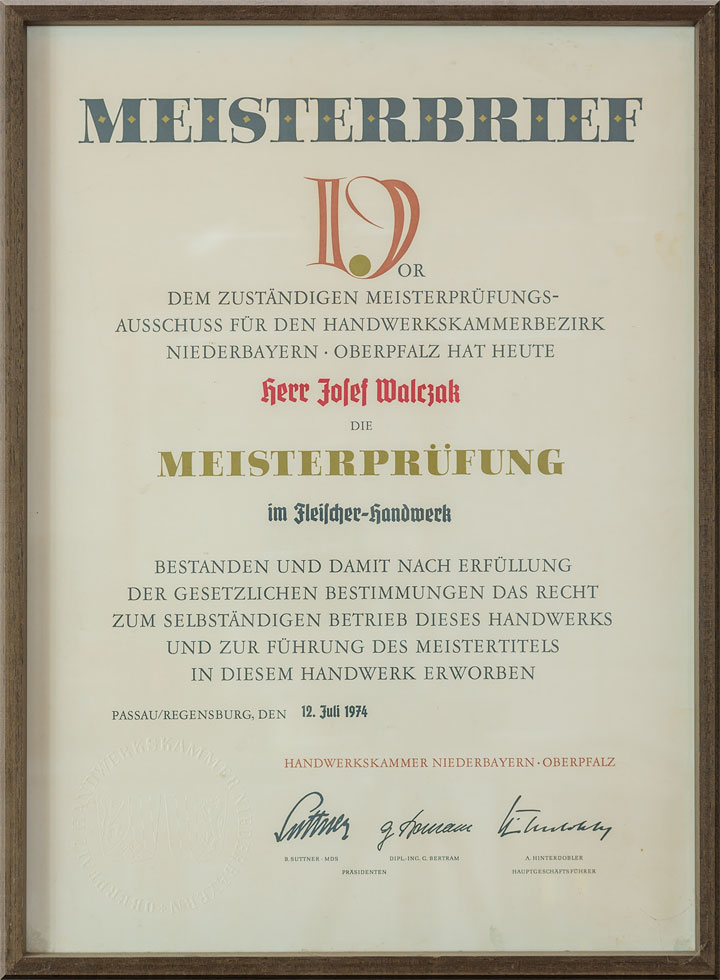 MEISTERBRIEF
VOR
DEM ZUSTÄNDIGEN MEISTERPRÜFUNGS-
AUSSCHUSS FÜR DEN HANDWERKSKAMMERBEZIRK
NIEDERBAYERN · OBERPFALZ HAT HEUTE
Herr Josef Walczak
DIE
MEISTERPRÜFUNG
im Fleischer-Handwerk
BESTANDEN UND DAMIT NACH ERFÜLLUNG
DER GESETZLICHEN BESTIMMUNGEN DAS RECHT
ZUM SELBSTÄNDIGEN BETRIEB DIESES HANDWERKS
UND ZUR FÜHRUNG DES MEISTERTITELS
IN DIESEM HANDWERK ERWORBEN
PASSAU/REGENSBURG, DEN 12. Juli 1974
HANDWERKSKAMMER NIEDERBAYERN · OBERPFALZ
HANDWERKSKAMMER
Suttner
B. SUTTNER · MDS DIPL.-ING. G. BERTRAM A. HINTERDOBLER
PRÄSIDENTEN HAUPTGESCHÄFTSFÜHRER